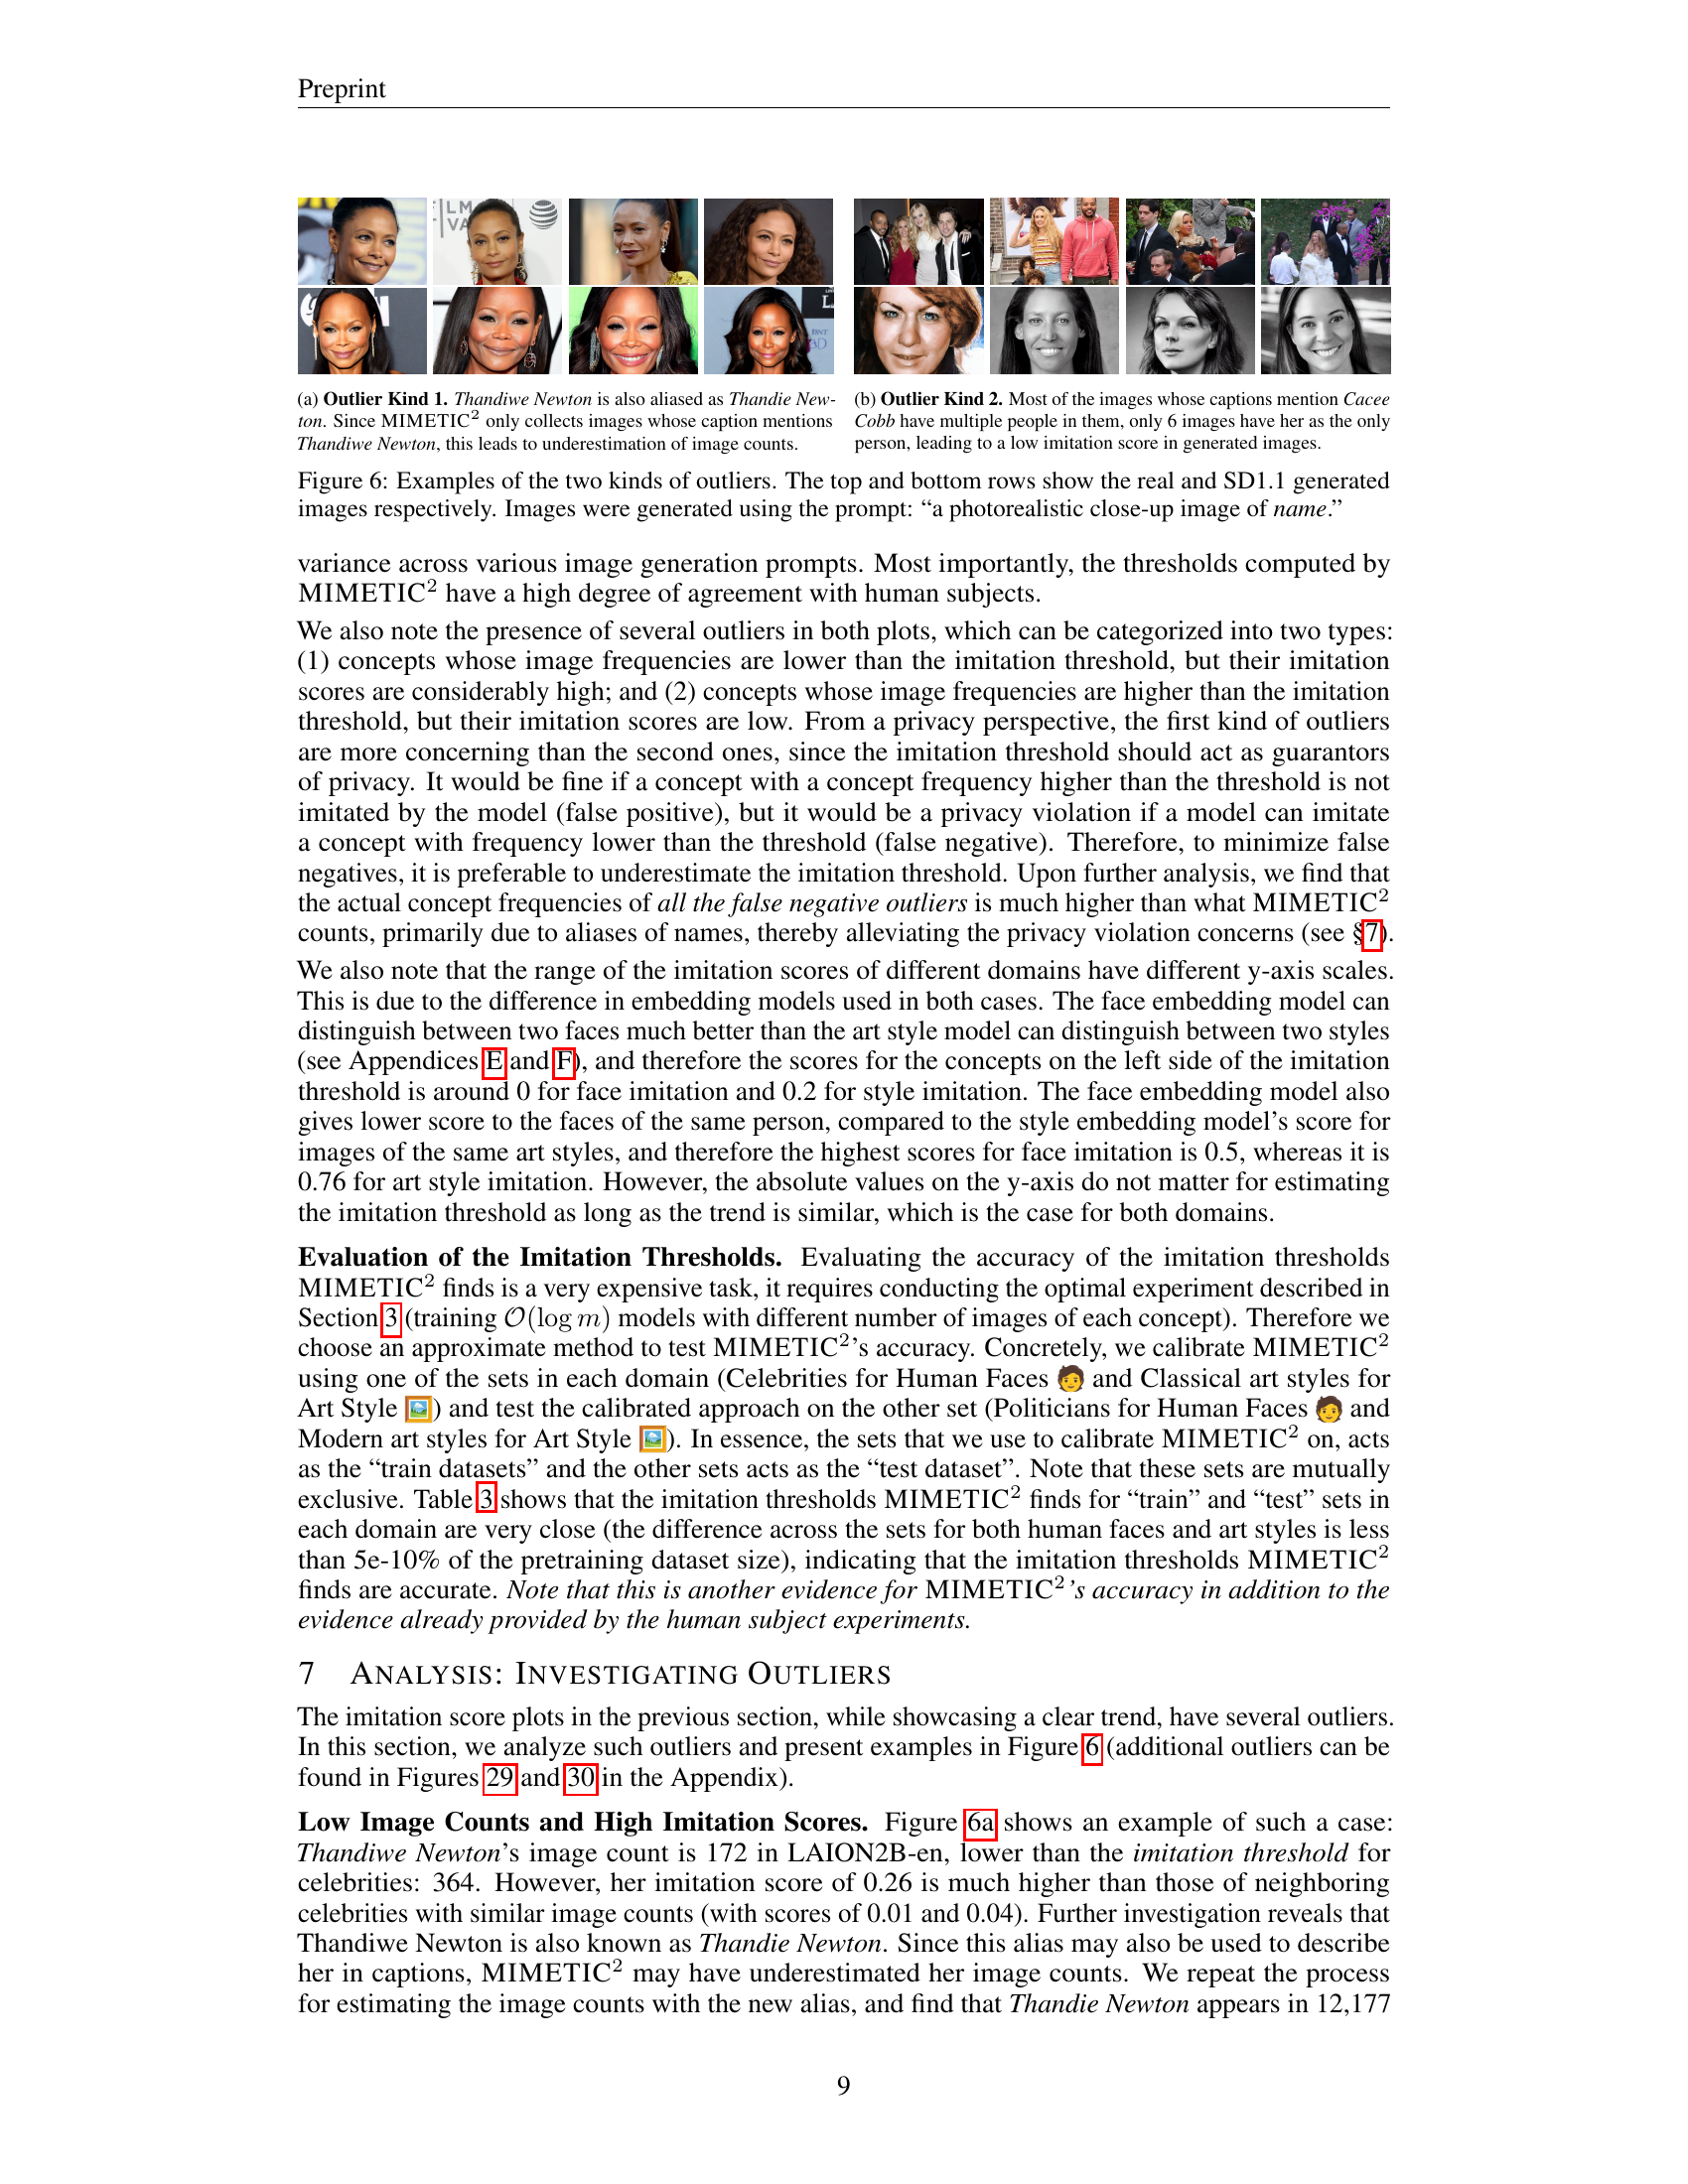 Preprint
LM
VA
(a) Outlier Kind 1. Thandiwe Newton is also aliased as Thandie New-
ton. Since MIMETIC² only collects images whose caption mentions
Thandiwe Newton, this leads to underestimation of image counts.
(b) Outlier Kind 2. Most of the images whose captions mention Cacee
Cobb have multiple people in them, only 6 images have her as the only
person, leading to a low imitation score in generated images.
Figure 6: Examples of the two kinds of outliers. The top and bottom rows show the real and SD1.1 generated
images respectively. Images were generated using the prompt: “a photorealistic close-up image of name.”
variance across various image generation prompts. Most importantly, the thresholds computed by
MIMETIC² have a high degree of agreement with human subjects.
We also note the presence of several outliers in both plots, which can be categorized into two types:
(1) concepts whose image frequencies are lower than the imitation threshold, but their imitation
scores are considerably high; and (2) concepts whose image frequencies are higher than the imitation
threshold, but their imitation scores are low. From a privacy perspective, the first kind of outliers
are more concerning than the second ones, since the imitation threshold should act as guarantors
of privacy. It would be fine if a concept with a concept frequency higher than the threshold is not
imitated by the model (false positive), but it would be a privacy violation if a model can imitate
a concept with frequency lower than the threshold (false negative). Therefore, to minimize false
negatives, it is preferable to underestimate the imitation threshold. Upon further analysis, we find that
the actual concept frequencies of all the false negative outliers is much higher than what MIMETIC²
counts, primarily due to aliases of names, thereby alleviating the privacy violation concerns (see §7).
We also note that the range of the imitation scores of different domains have different y-axis scales.
This is due to the difference in embedding models used in both cases. The face embedding model can
distinguish between two faces much better than the art style model can distinguish between two styles
(see Appendices E and F), and therefore the scores for the concepts on the left side of the imitation
threshold is around 0 for face imitation and 0.2 for style imitation. The face embedding model also
gives lower score to the faces of the same person, compared to the style embedding model’s score for
images of the same art styles, and therefore the highest scores for face imitation is 0.5, whereas it is
0.76 for art style imitation. However, the absolute values on the y-axis do not matter for estimating
the imitation threshold as long as the trend is similar, which is the case for both domains.
Evaluation of the Imitation Thresholds. Evaluating the accuracy of the imitation thresholds
MIMETIC² finds is a very expensive task, it requires conducting the optimal experiment described in
Section 3 (training O(log m) models with different number of images of each concept). Therefore we
choose an approximate method to test MIMETIC²’s accuracy. Concretely, we calibrate MIMETIC²
using one of the sets in each domain (Celebrities for Human Faces 🧑 and Classical art styles for
Art Style 🖼️) and test the calibrated approach on the other set (Politicians for Human Faces 🧑 and
Modern art styles for Art Style 🖼️). In essence, the sets that we use to calibrate MIMETIC² on, acts
as the “train datasets” and the other sets acts as the “test dataset”. Note that these sets are mutually
exclusive. Table 3 shows that the imitation thresholds MIMETIC² finds for “train” and “test” sets in
each domain are very close (the difference across the sets for both human faces and art styles is less
than 5e-10% of the pretraining dataset size), indicating that the imitation thresholds MIMETIC²
finds are accurate. Note that this is another evidence for MIMETIC²’s accuracy in addition to the
evidence already provided by the human subject experiments.
7 ANALYSIS: INVESTIGATING OUTLIERS
The imitation score plots in the previous section, while showcasing a clear trend, have several outliers.
In this section, we analyze such outliers and present examples in Figure 6 (additional outliers can be
found in Figures 29 and 30 in the Appendix).
Low Image Counts and High Imitation Scores. Figure 6a shows an example of such a case:
Thandiwe Newton’s image count is 172 in LAION2B-en, lower than the imitation threshold for
celebrities: 364. However, her imitation score of 0.26 is much higher than those of neighboring
celebrities with similar image counts (with scores of 0.01 and 0.04). Further investigation reveals that
Thandiwe Newton is also known as Thandie Newton. Since this alias may also be used to describe
her in captions, MIMETIC² may have underestimated her image counts. We repeat the process
for estimating the image counts with the new alias, and find that Thandie Newton appears in 12,177
9